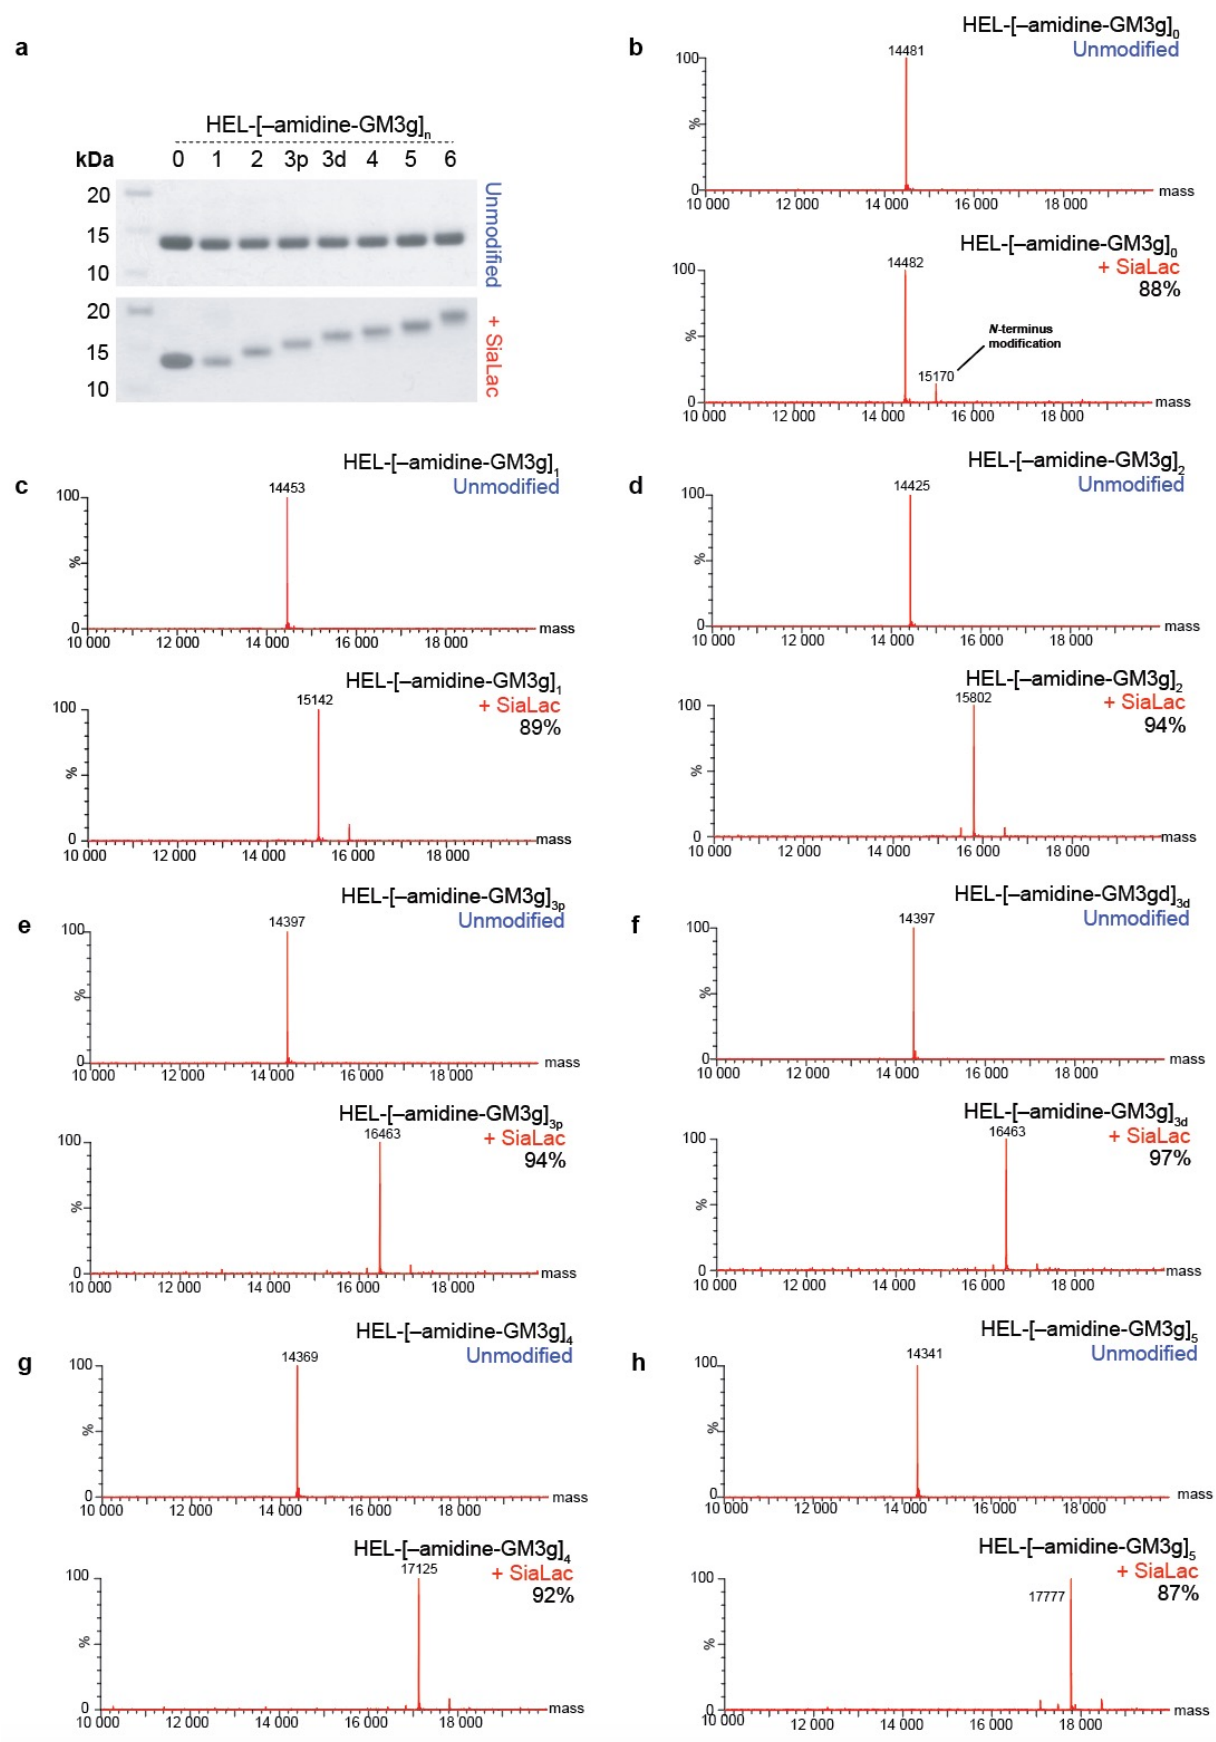 a
HEL-[–amidine-GM3g]n
kDa 0 1 2 3p 3d 4 5 6
20
15
10
Unmodified
20
15
10
+ SiaLac
b
HEL-[–amidine-GM3g]0
Unmodified
14481
100
%
0
10 000 12 000 14 000 16 000 18 000 mass
HEL-[–amidine-GM3g]0
+ SiaLac
88%
14482
100
%
N-terminus
modification
15170
0
10 000 12 000 14 000 16 000 18 000 mass
c
HEL-[–amidine-GM3g]1
Unmodified
14453
100
%
0
10 000 12 000 14 000 16 000 18 000 mass
HEL-[–amidine-GM3g]1
+ SiaLac
89%
15142
100
%
0
10 000 12 000 14 000 16 000 18 000 mass
d
HEL-[–amidine-GM3g]2
Unmodified
14425
100
%
0
10 000 12 000 14 000 16 000 18 000 mass
HEL-[–amidine-GM3g]2
+ SiaLac
94%
15802
100
%
0
10 000 12 000 14 000 16 000 18 000 mass
e
HEL-[–amidine-GM3g]3p
Unmodified
14397
100
%
0
10 000 12 000 14 000 16 000 18 000 mass
HEL-[–amidine-GM3g]3p
+ SiaLac
94%
16463
100
%
0
10 000 12 000 14 000 16 000 18 000 mass
f
HEL-[–amidine-GM3gd]3d
Unmodified
14397
100
%
0
10 000 12 000 14 000 16 000 18 000 mass
HEL-[–amidine-GM3g]3d
+ SiaLac
97%
16463
100
%
0
10 000 12 000 14 000 16 000 18 000 mass
g
HEL-[–amidine-GM3g]4
Unmodified
14369
100
%
0
10 000 12 000 14 000 16 000 18 000 mass
HEL-[–amidine-GM3g]4
+ SiaLac
92%
17125
100
%
0
10 000 12 000 14 000 16 000 18 000 mass
h
HEL-[–amidine-GM3g]5
Unmodified
14341
100
%
0
10 000 12 000 14 000 16 000 18 000 mass
HEL-[–amidine-GM3g]5
+ SiaLac
87%
17777
100
%
0
10 000 12 000 14 000 16 000 18 000 mass